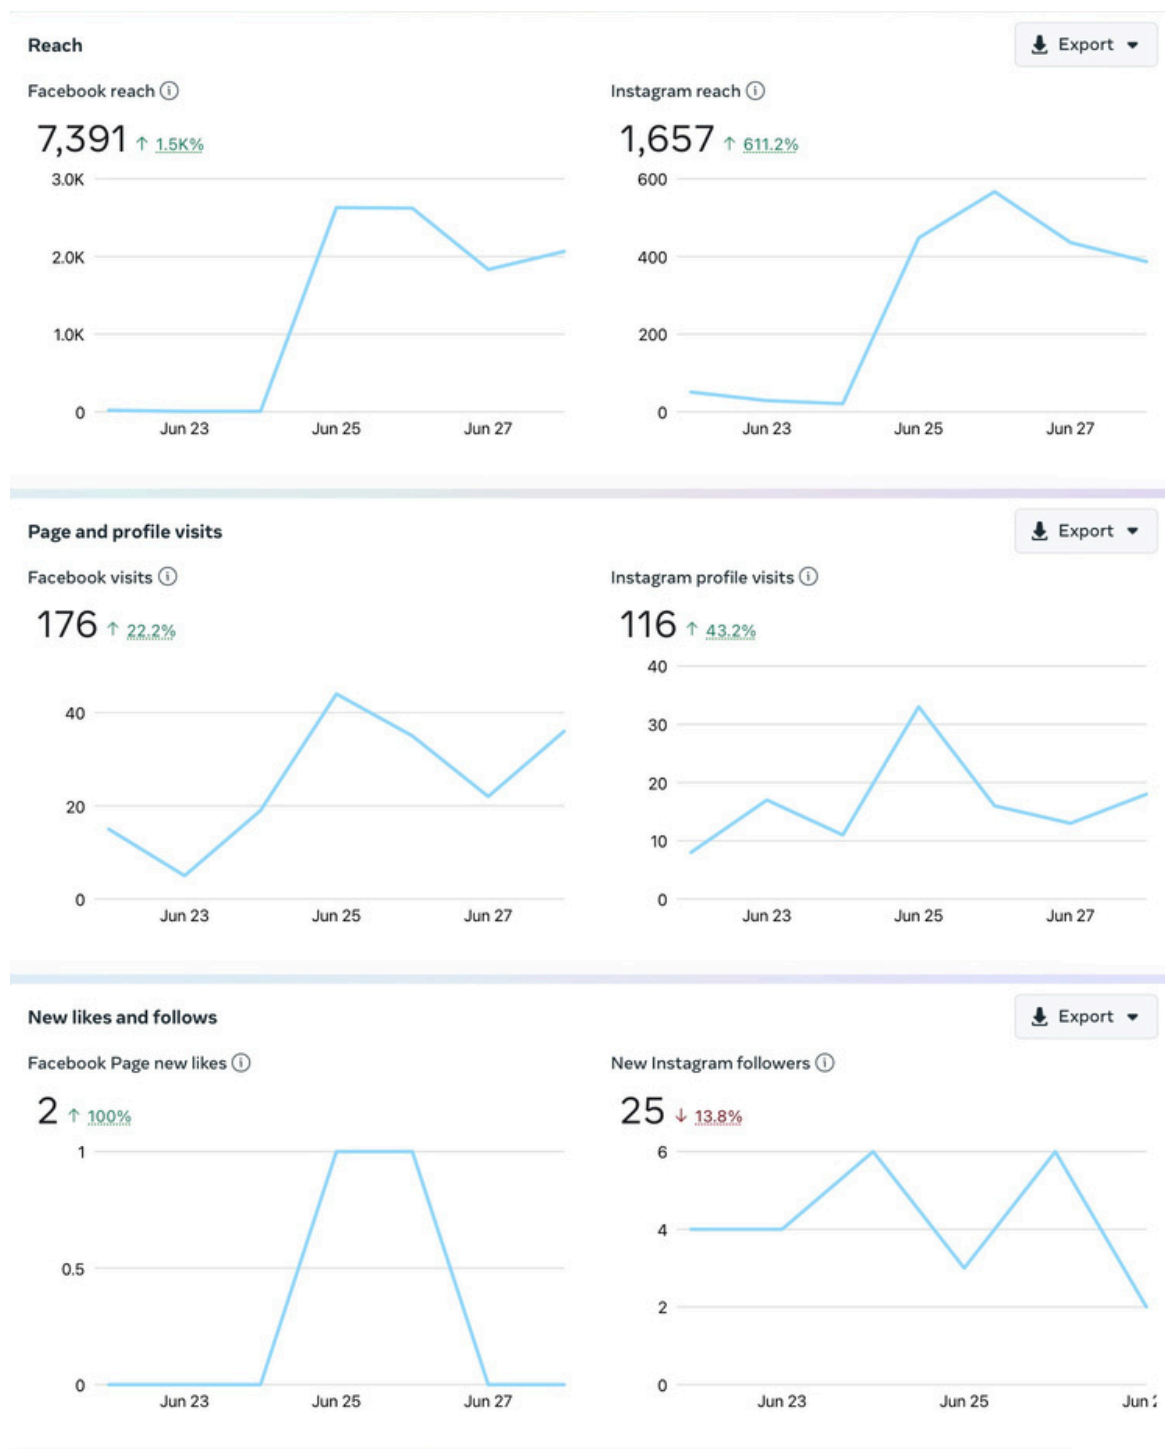 Reach
Export
Facebook reach
7,391 ↑ 1.5K%
3.0K
2.0K
1.0K
0
Jun 23 Jun 25 Jun 27
Instagram reach
1,657 ↑ 611.2%
600
400
200
0
Jun 23 Jun 25 Jun 27
Page and profile visits
Export
Facebook visits
176 ↑ 22.2%
40
20
0
Jun 23 Jun 25 Jun 27
Instagram profile visits
116 ↑ 43.2%
40
30
20
10
0
Jun 23 Jun 25 Jun 27
New likes and follows
Export
Facebook Page new likes
2 ↑ 100%
1
0.5
0
Jun 23 Jun 25 Jun 27
New Instagram followers
25 ↓ 13.8%
6
4
2
0
Jun 23 Jun 25 Jun